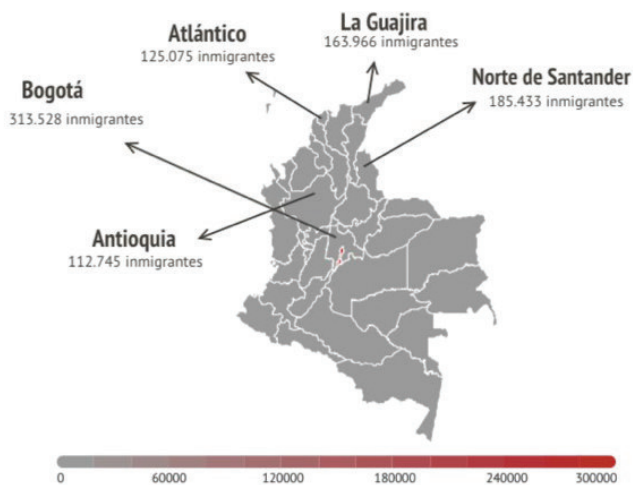 La Guajira
163.966 inmigrantes
Atlántico
125.075 inmigrantes
Norte de Santander
185.433 inmigrantes
Bogotá
313.528 inmigrantes
Antioquia
112.745 inmigrantes
0 60000 120000 180000 240000 300000